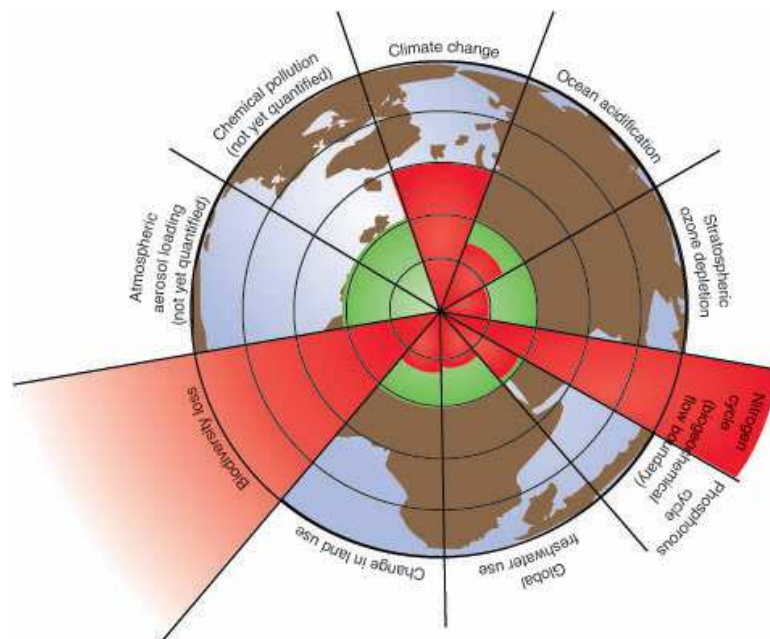 Climate change
Ocean acidification
Stratospheric
ozone depletion
Nitrogen
cycle
(biogeochemical
flow boundary)
Phosphorous
cycle
Global
freshwater use
Change in land use
Biodiversity loss
Atmospheric
aerosol loading
(not yet quantified)
Chemical pollution
(not yet quantified)